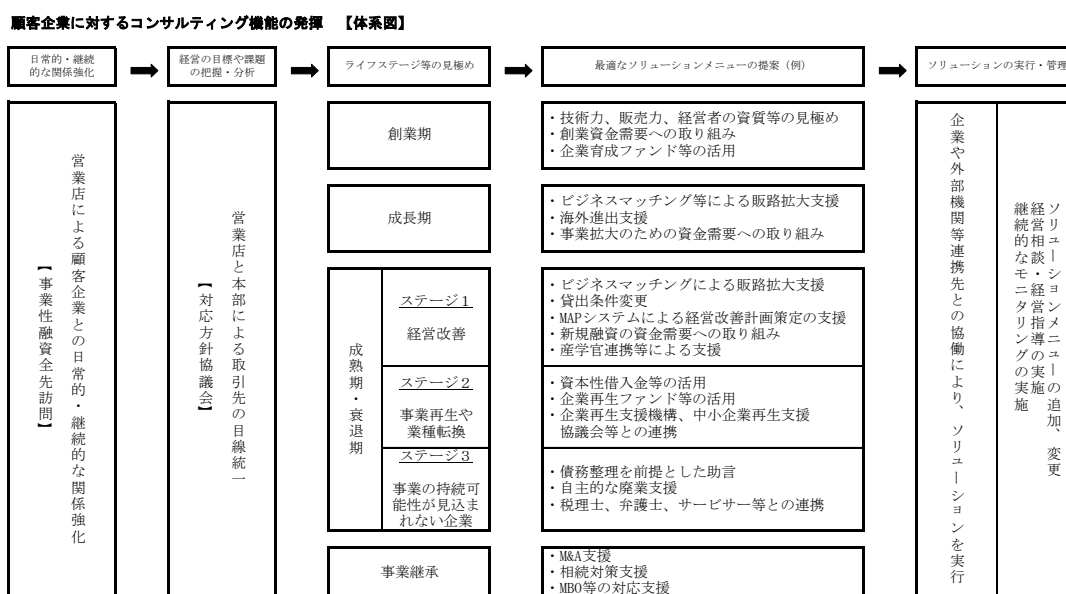 顧客企業に対するコンサルティング機能の発揮 【体系図】
日常的・継続
的な関係強化
経営の目標や課題
の把握・分析
ライフステージ等の見極め
最適なソリューションメニューの提案（例）
ソリューションの実行・管理
営業店による顧客企業との日常的・継続的な関係強化
【事業性融資全先訪問】
営業店と本部による取引先の目線統一
【対応方針協議会】
創業期
・技術力、販売力、経営者の資質等の見極め
・創業資金需要への取り組み
・企業育成ファンド等の活用
成長期
・ビジネスマッチング等による販路拡大支援
・海外進出支援
・事業拡大のための資金需要への取り組み
成熟期・衰退期
ステージ１
経営改善
・ビジネスマッチングによる販路拡大支援
・貸出条件変更
・MAPシステムによる経営改善計画策定の支援
・新規融資の資金需要への取り組み
・産学官連携等による支援
ステージ２
事業再生や
業種転換
・資本性借入金等の活用
・企業再生ファンド等の活用
・企業再生支援機構、中小企業再生支援
協議会等との連携
ステージ３
事業の持続可
能性が見込ま
れない企業
・債務整理を前提とした助言
・自主的な廃業支援
・税理士、弁護士、サービサー等との連携
事業継承
・M&A支援
・相続対策支援
・MBO等の対応支援
企業や外部機関等連携先との協働により、ソリューションを実行
ソリューションメニューの追加、変更
経営相談・経営指導の実施
継続的なモニタリングの実施